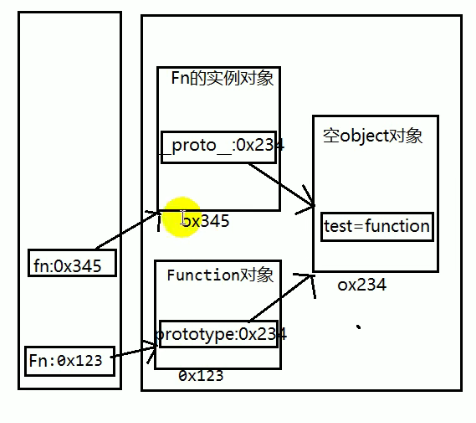 Fn的实例对象
__proto__:0x234
空object对象
0x345
test=function
fn:0x345
Function对象
ox234
prototype:0x234
Fn:0x123
0x123